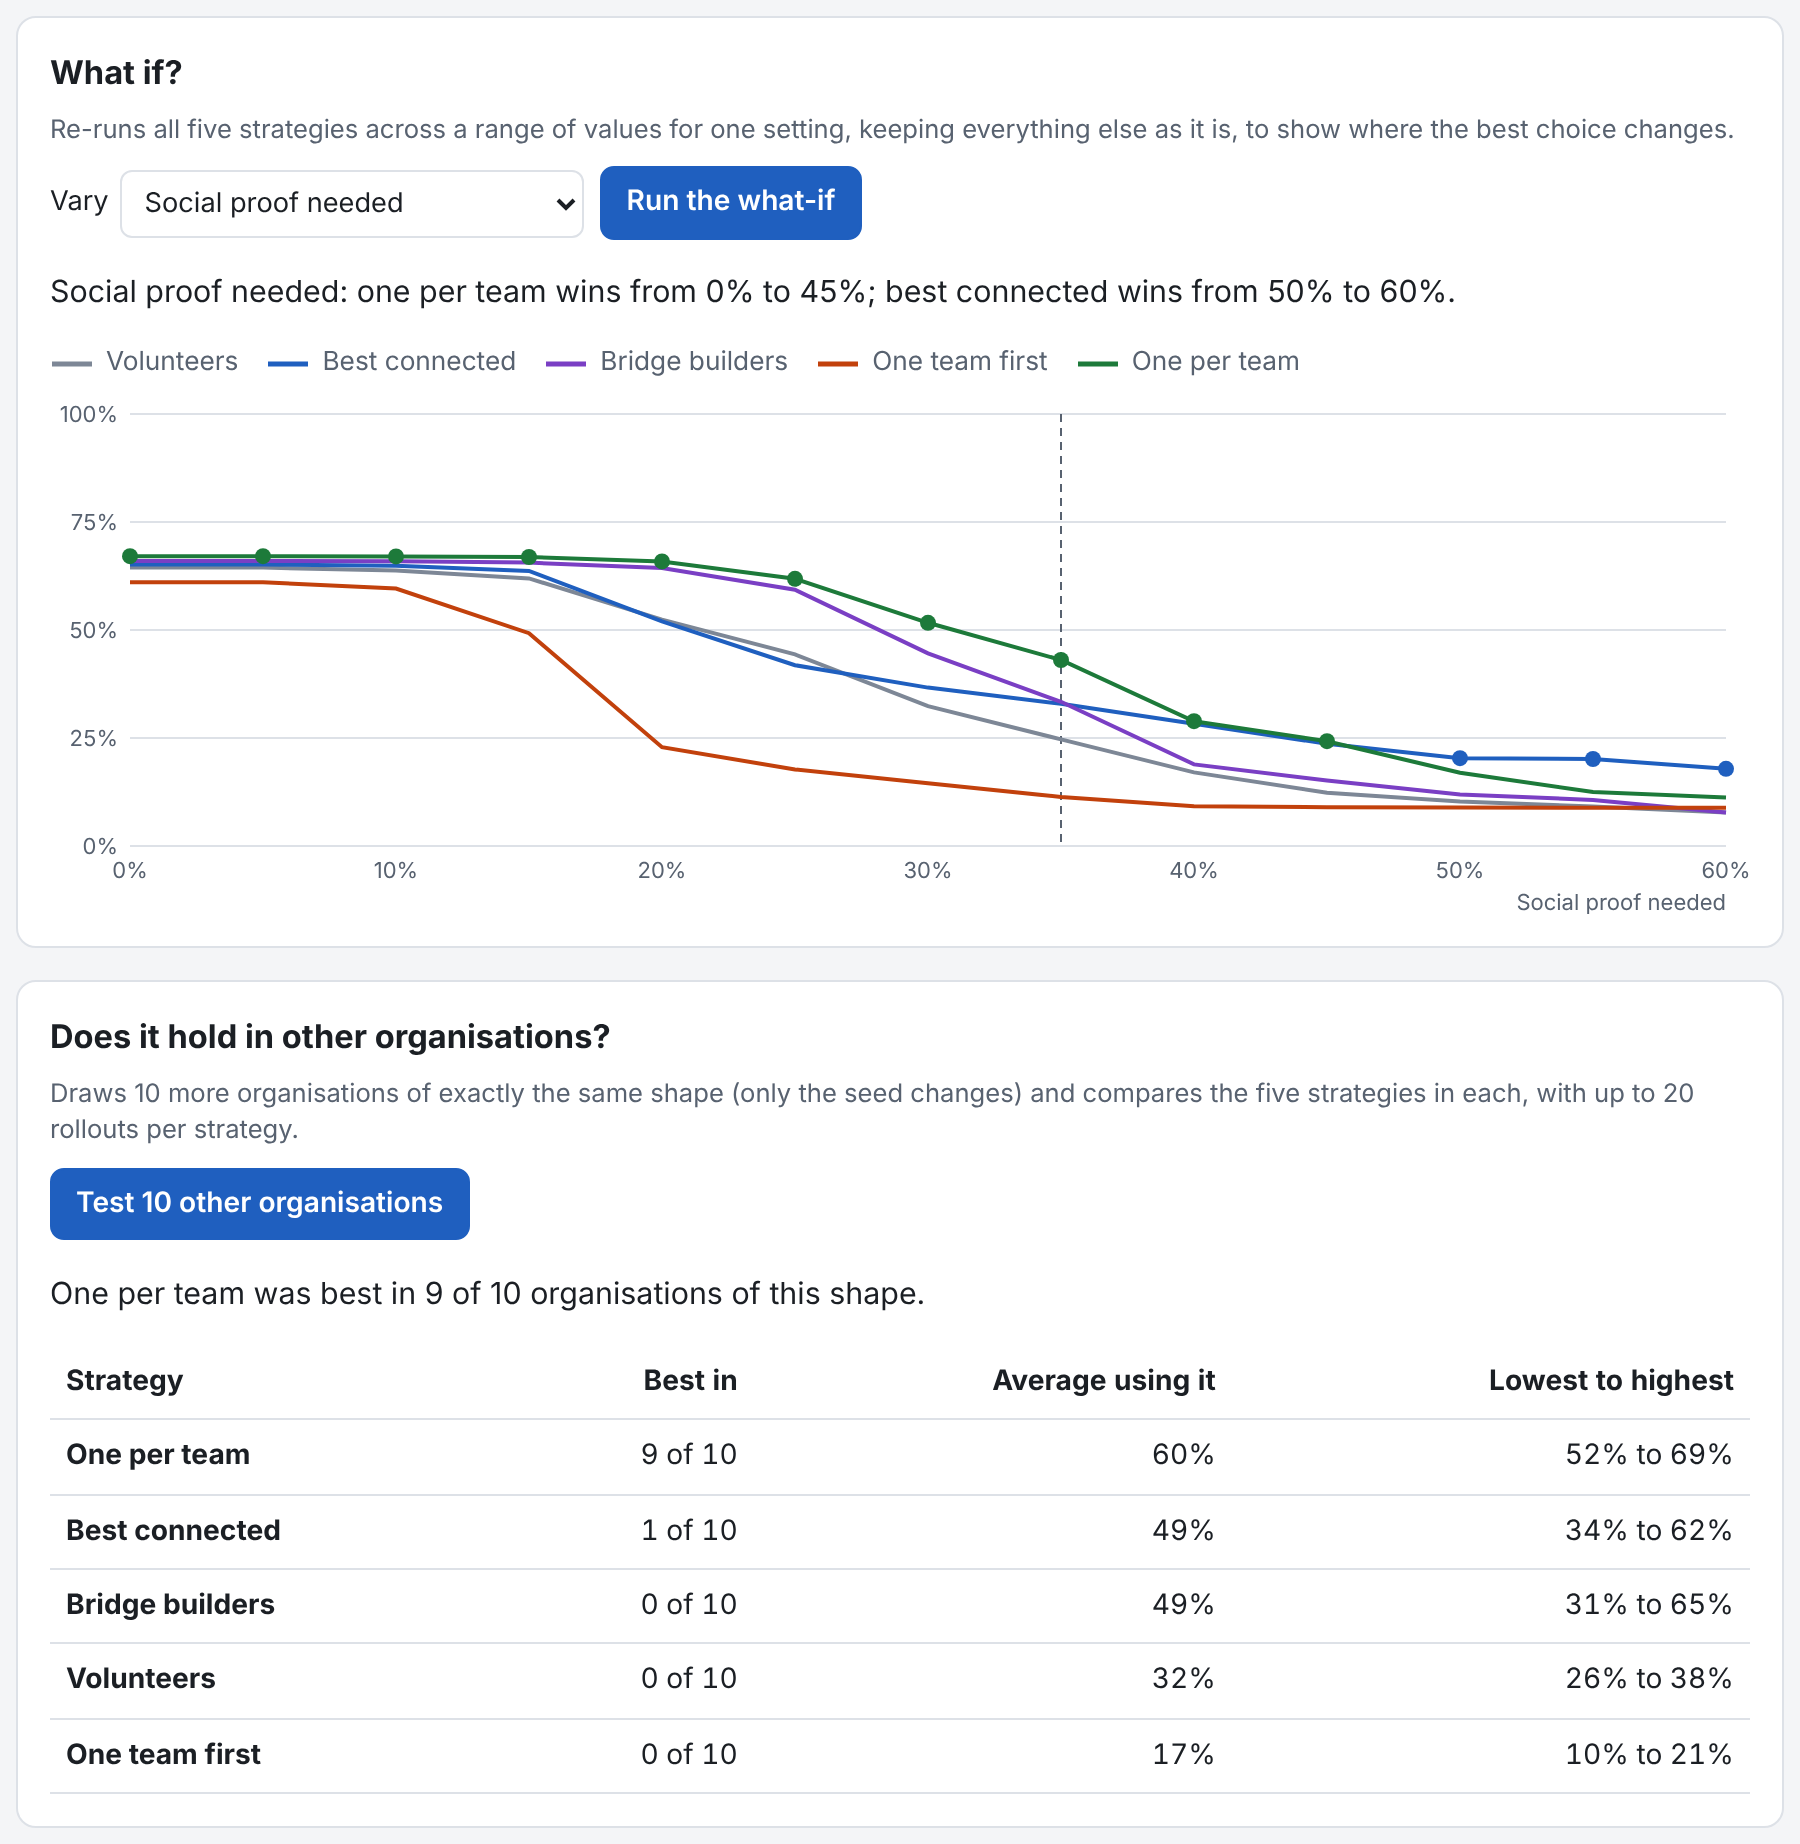 What if?
Re-runs all five strategies across a range of values for one setting, keeping everything else as it is, to show where the best choice changes.
Vary Social proof needed Run the what-if
Social proof needed: one per team wins from 0% to 45%; best connected wins from 50% to 60%.
Volunteers Best connected Bridge builders One team first One per team
100%
75%
50%
25%
0%
0% 10% 20% 30% 40% 50% 60%
Social proof needed
Does it hold in other organisations?
Draws 10 more organisations of exactly the same shape (only the seed changes) and compares the five strategies in each, with up to 20
rollouts per strategy.
Test 10 other organisations
One per team was best in 9 of 10 organisations of this shape.
Strategy Best in Average using it Lowest to highest
One per team 9 of 10 60% 52% to 69%
Best connected 1 of 10 49% 34% to 62%
Bridge builders 0 of 10 49% 31% to 65%
Volunteers 0 of 10 32% 26% to 38%
One team first 0 of 10 17% 10% to 21%